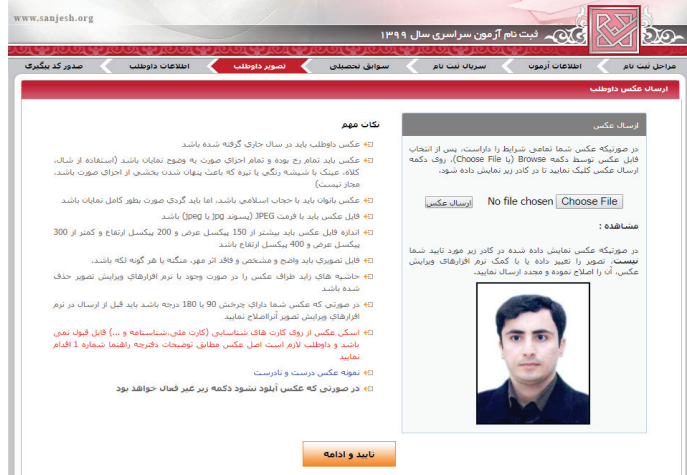 www.sanjesh.org
ثبت نام آزمون سراسری سال ۱۳۹۹
مراحل ثبت نام
اطلاعات آزمون
سریال ثبت نام
سوابق تحصیلی
تصویر داوطلب
اطلاعات داوطلب
صدور کد پیگیری
ارسال عکس داوطلب
ارسال عکس
در صورتیکه عکس شما تمامی شرایط را داراست، پس از انتخاب
فایل عکس توسط دکمه Browse (یا Choose File)، روی دکمه
ارسال عکس کلیک نمایید تا در کادر زیر نمایش داده شود.
Choose File No file chosen ارسال عکس
مشاهده :
در صورتیکه عکس نمایش داده شده در کادر زیر مورد تایید شما
نیست، تصویر را تغییر داده یا با کمک نرم افزارهای ویرایش
عکس، آن را اصلاح نموده و مجدد ارسال نمایید.
نکات مهم
عکس داوطلب باید در سال جاری گرفته شده باشد
عکس باید تمام رخ بوده و تمام اجزای صورت به وضوح نمایان باشد (استفاده از شال،
کلاه، عینک با شیشه رنگی یا تیره که باعث پنهان شدن بخشی از اجزای صورت باشد،
مجاز نیست)
عکس بانوان باید با حجاب اسلامی باشد، اما باید گردی صورت بطور کامل نمایان باشد
فایل عکس باید با فرمت JPEG (پسوند jpg یا jpeg) باشد
اندازه فایل عکس باید بیشتر از 150 پیکسل عرض و 200 پیکسل ارتفاع و کمتر از 300
پیکسل عرض و 400 پیکسل ارتفاع باشد
فایل تصویری باید واضح و مشخص و فاقد اثر مهر، منگنه یا هر گونه لکه باشد.
حاشیه های زاید طراف عکس را در صورت وجود با نرم افزارهای ویرایش تصویر حذف
شده باشد
در صورتی که عکس شما دارای چرخش 90 یا 180 درجه باشد باید قبل از ارسال در نرم
افزارهای ویرایش تصویر آنرااصلاح نمایید
اسکن عکس از روی کارت های شناسایی (کارت ملی،شناسنامه و ...) قابل قبول نمی
باشد و داوطلب لازم است اصل عکس مطابق توضیحات دفترچه راهنما شماره 1 اقدام
نمایید
نمونه عکس درست و نادرست
در صورتی که عکس آپلود نشود دکمه زیر غیر فعال خواهد بود
تایید و ادامه